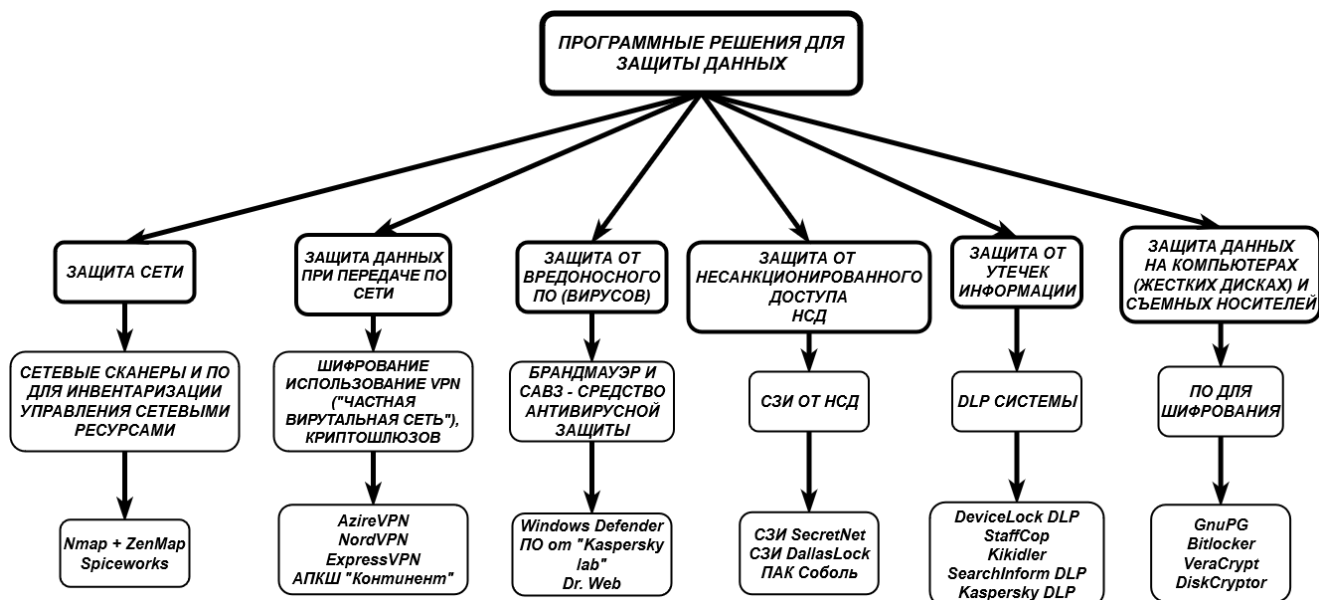 ПРОГРАММНЫЕ РЕШЕНИЯ ДЛЯ
ЗАЩИТЫ ДАННЫХ
ЗАЩИТА СЕТИ
ЗАЩИТА ДАННЫХ
ПРИ ПЕРЕДАЧЕ ПО
СЕТИ
ЗАЩИТА ОТ
ВРЕДОНОСНОГО
ПО (ВИРУСОВ)
ЗАЩИТА ОТ
НЕСАНКЦИОНИРОВАННОГО
ДОСТУПА
НСД
ЗАЩИТА ОТ
УТЕЧЕК
ИНФОРМАЦИИ
ЗАЩИТА ДАННЫХ
НА КОМПЬЮТЕРАХ
(ЖЕСТКИХ ДИСКАХ) И
СЪЕМНЫХ НОСИТЕЛЕЙ
СЕТЕВЫЕ СКАНЕРЫ И ПО
ДЛЯ ИНВЕНТАРИЗАЦИИ
УПРАВЛЕНИЯ СЕТЕВЫМИ
РЕСУРСАМИ
ШИФРОВАНИЕ
ИСПОЛЬЗОВАНИЕ VPN
("ЧАСТНАЯ
ВИРУТАЛЬНАЯ СЕТЬ"),
КРИПТОШЛЮЗОВ
БРАНДМАУЭР И
САВЗ - СРЕДСТВО
АНТИВИРУСНОЙ
ЗАЩИТЫ
СЗИ ОТ НСД
DLP СИСТЕМЫ
ПО ДЛЯ
ШИФРОВАНИЯ
Nmap + ZenMap
Spiceworks
AzireVPN
NordVPN
ExpressVPN
АПКШ "Континент"
Windows Defender
ПО от "Kaspersky
lab"
Dr. Web
СЗИ SecretNet
СЗИ DallasLock
ПАК Соболь
DeviceLock DLP
StaffCop
Kikidler
SearchInform DLP
Kaspersky DLP
GnuPG
Bitlocker
VeraCrypt
DiskCryptor